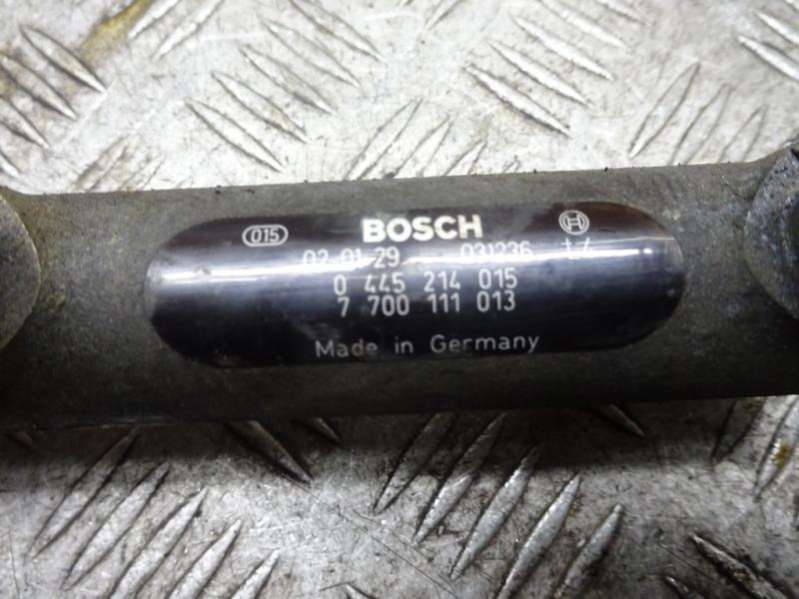 015 BOSCH
02 01 29 031236
0 445 214 015
7 700 111 013
Made in Germany